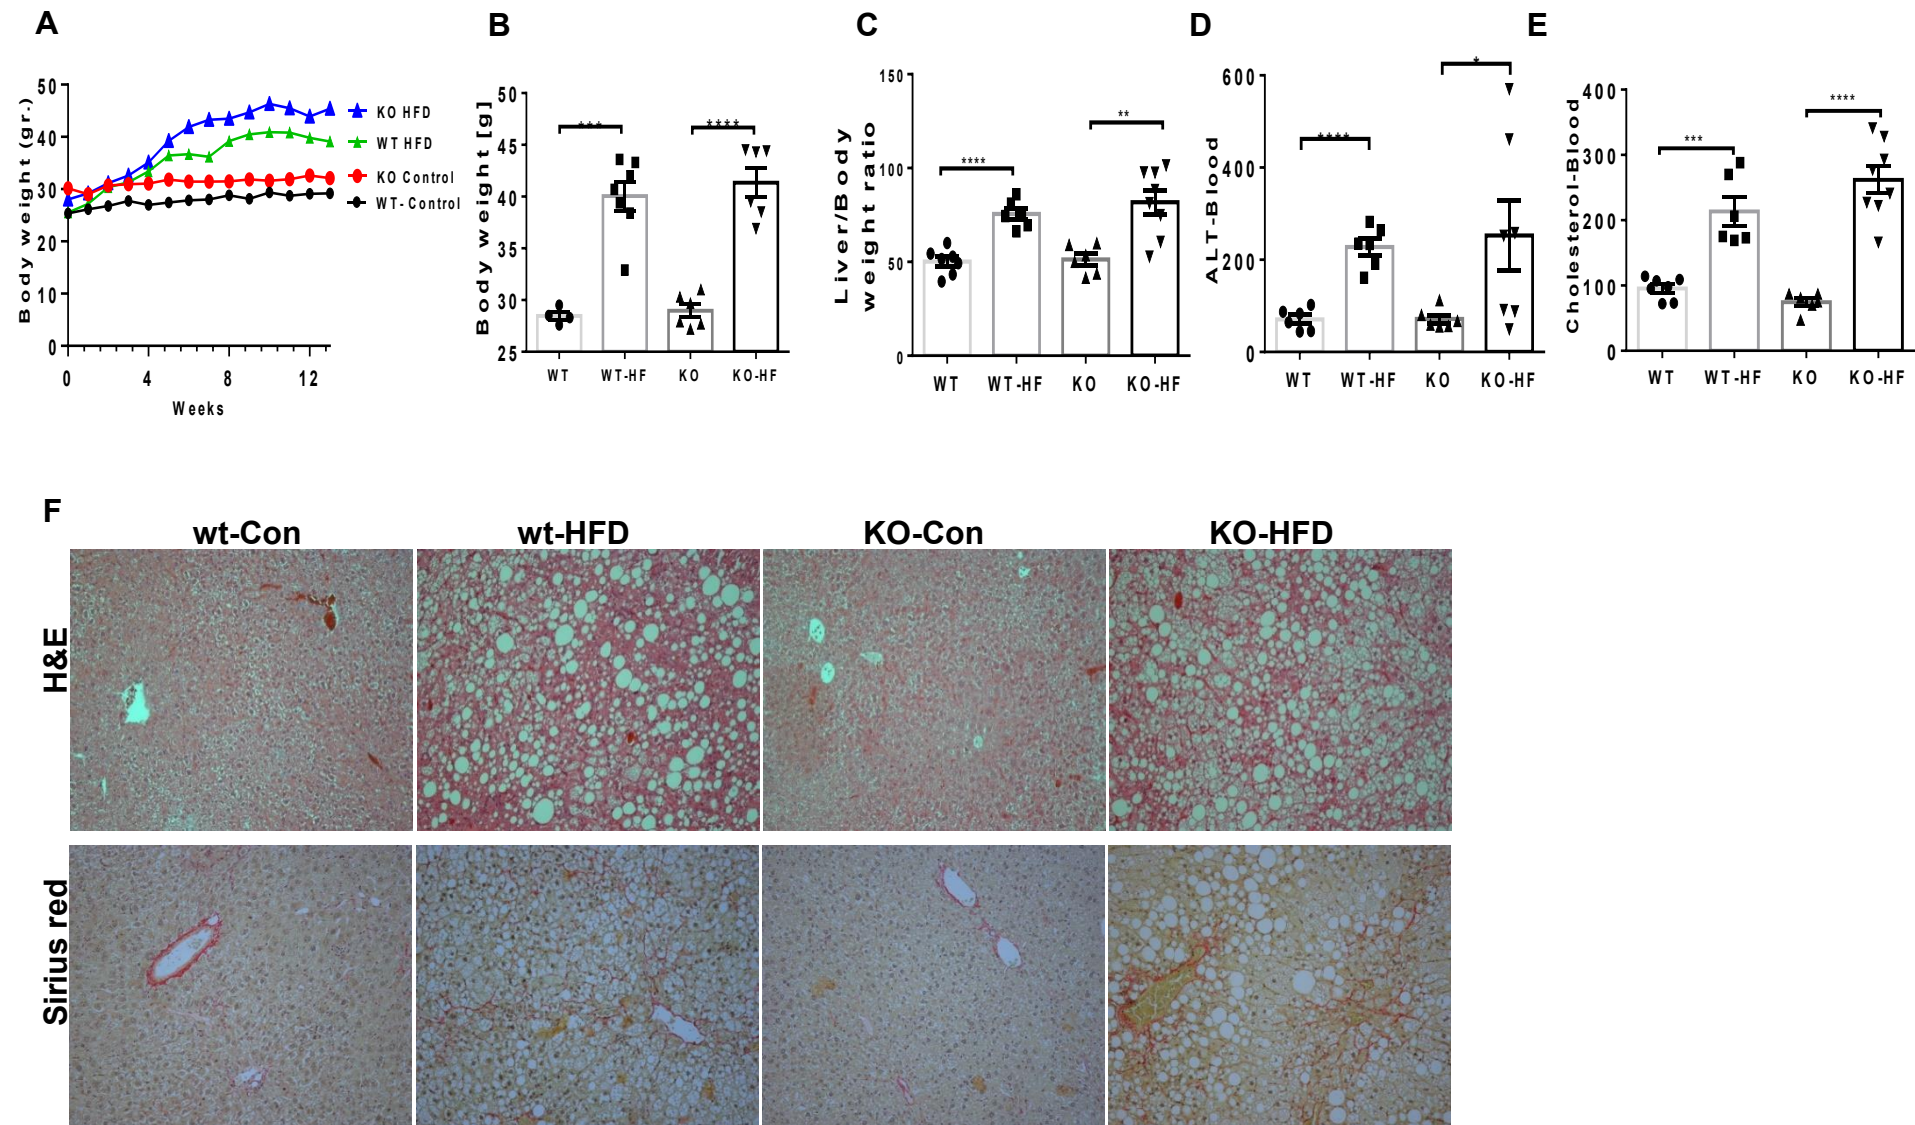 A
B
C
D
E
Body weight (gr.)
50
40
30
20
10
0
0 4 8 12
Weeks
KO HFD
WT HFD
KO Control
WT- Control
Body weight [g]
50
45
40
35
30
25
***
****
WT WT-HF KO KO-HF
Liver/Body
weight ratio
150
100
50
0
****
**
WT WT-HF KO KO-HF
ALT-Blood
600
400
200
0
****
*
WT WT-HF KO KO-HF
Cholesterol-Blood
400
300
200
100
0
***
****
WT WT-HF KO KO-HF
F
wt-Con wt-HFD KO-Con KO-HFD
H&E
Sirius red